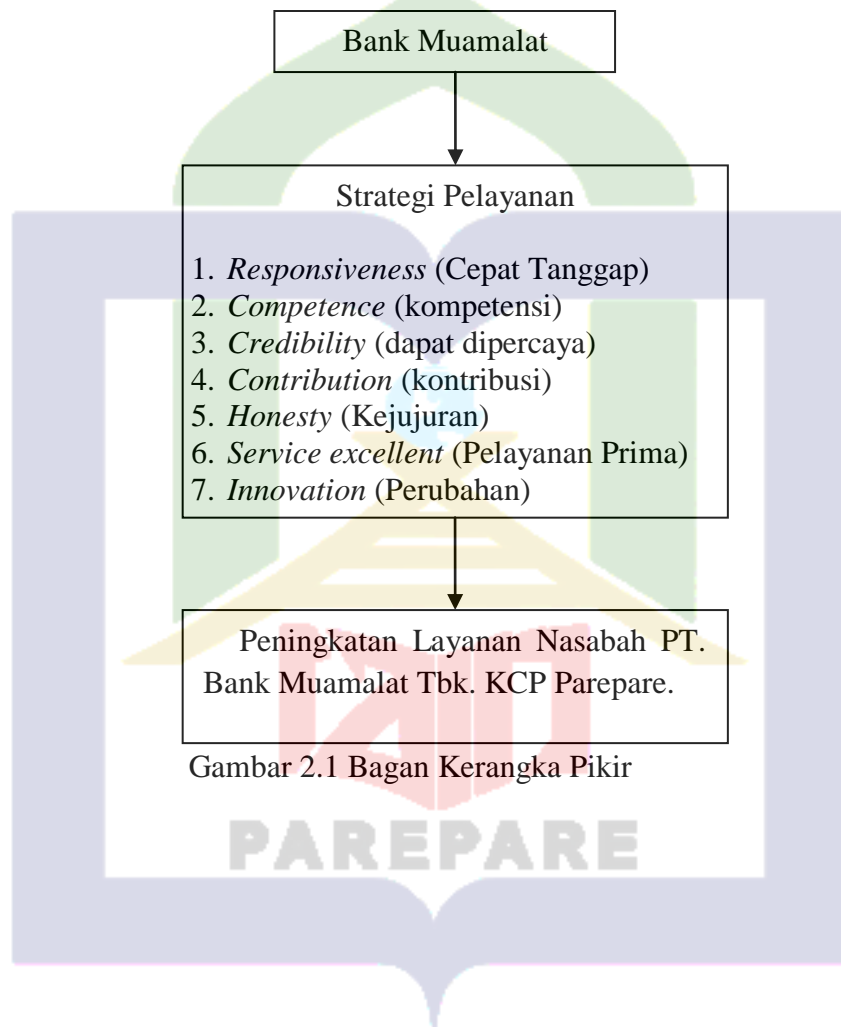 Bank Muamalat
Strategi Pelayanan
1. Responsiveness (Cepat Tanggap)
2. Competence (kompetensi)
3. Credibility (dapat dipercaya)
4. Contribution (kontribusi)
5. Honesty (Kejujuran)
6. Service excellent (Pelayanan Prima)
7. Innovation (Perubahan)
Peningkatan Layanan Nasabah PT.
Bank Muamalat Tbk. KCP Parepare.
Gambar 2.1 Bagan Kerangka Pikir
PAREPARE